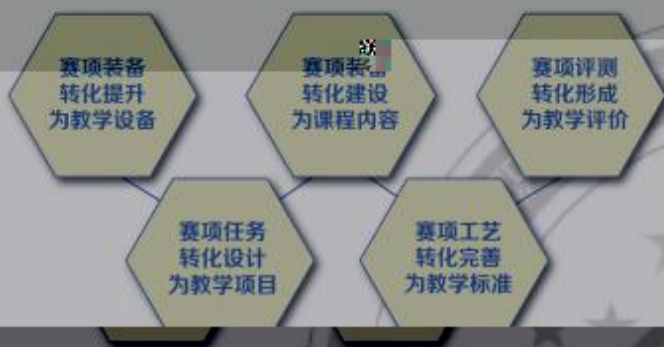 赛项装备
转化提升
为教学设备
赛项装
转化建设
为课程内容
赛项评测
转化形成
为教学评价
赛项任务
转化设计
为教学项目
赛项工艺
转化完善
为教学标准